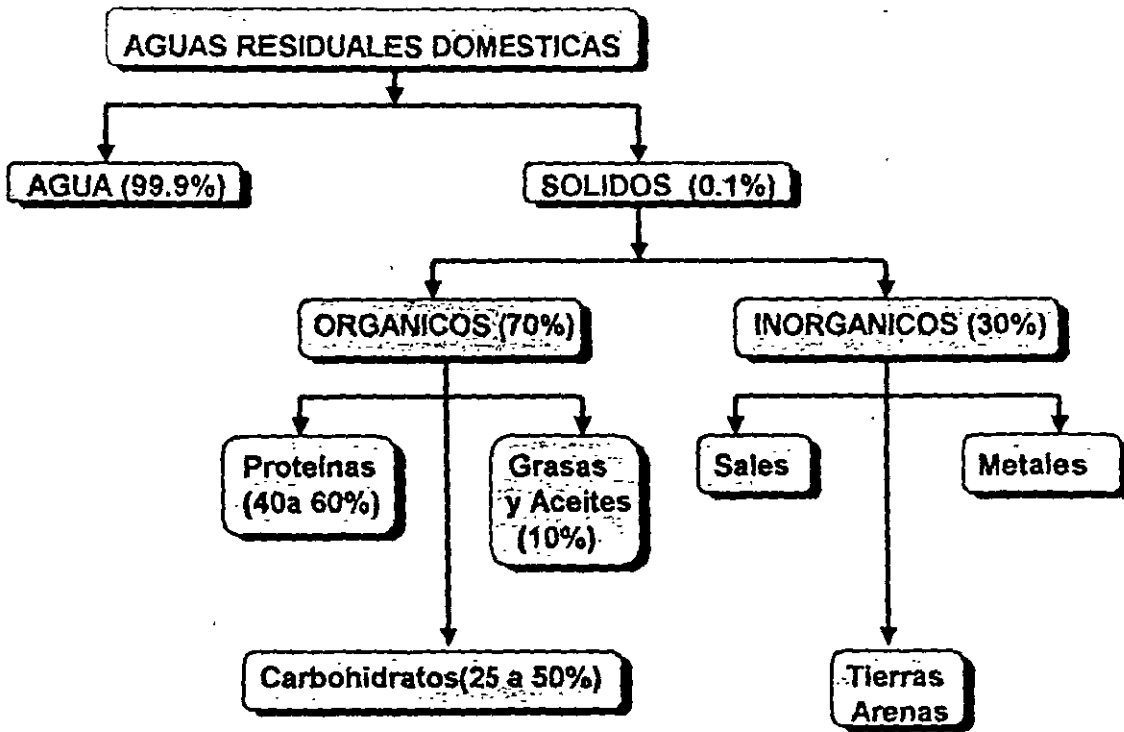 AGUAS RESIDUALES DOMESTICAS
AGUA (99.9%)
SOLIDOS (0.1%)
ORGANICOS (70%)
INORGANICOS (30%)
Proteínas
(40a 60%)
Grasas
y Aceites
(10%)
Sales
Metales
Carbohidratos(25 a 50%)
Tierras
Arenas